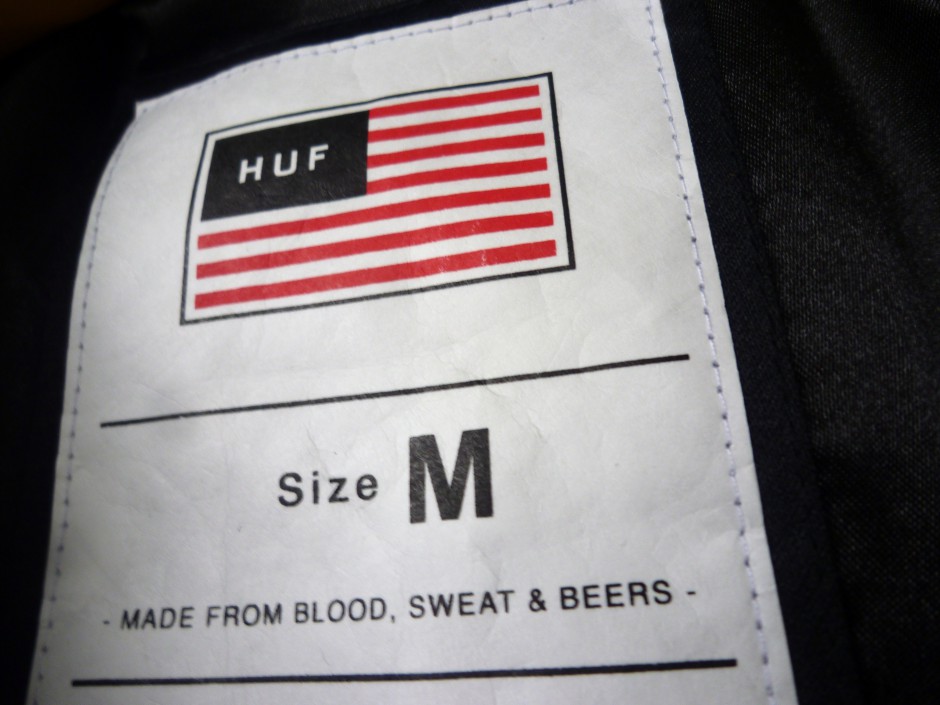 HUF
Size M
- MADE FROM BLOOD, SWEAT & BEERS -